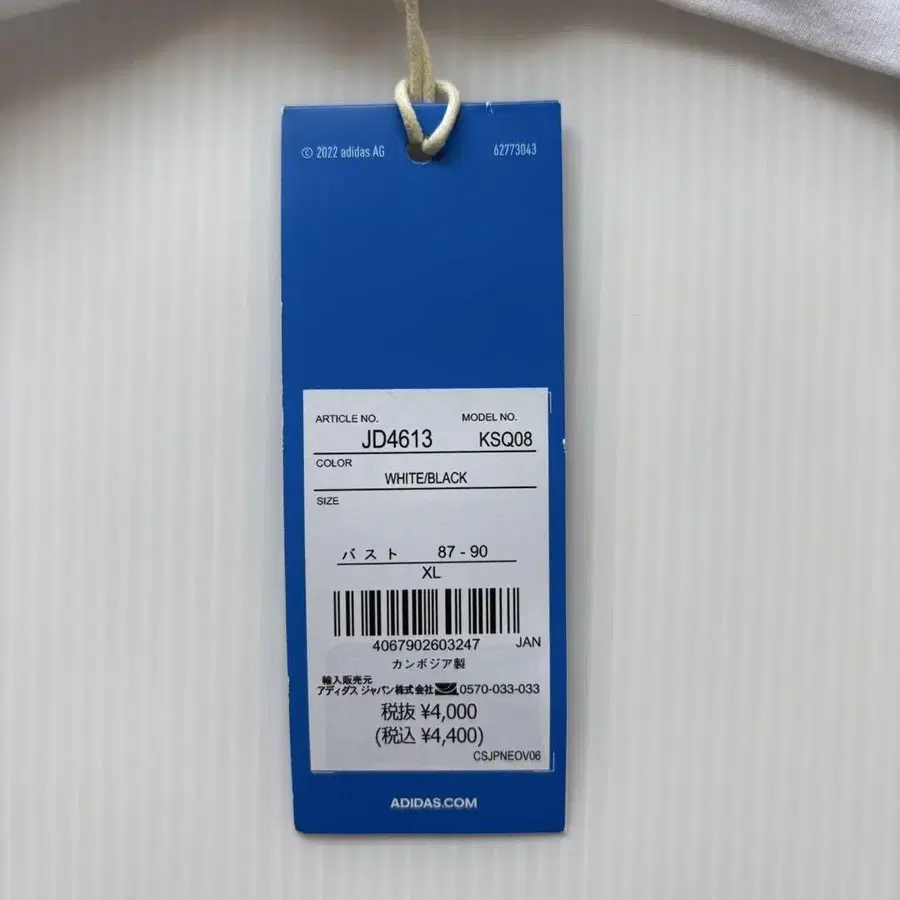 © 2022 adidas AG 62773043
ARTICLE NO. MODEL NO.
JD4613 KSQ08
COLOR
WHITE/BLACK
SIZE
バスト 87 - 90
XL
4067902603247 JAN
カンボジア製
輸入販売元
アディダス ジャパン株式会社 0570-033-033
税抜 ¥4,000
(税込 ¥4,400)
CSJPNEOV06
ADIDAS.COM